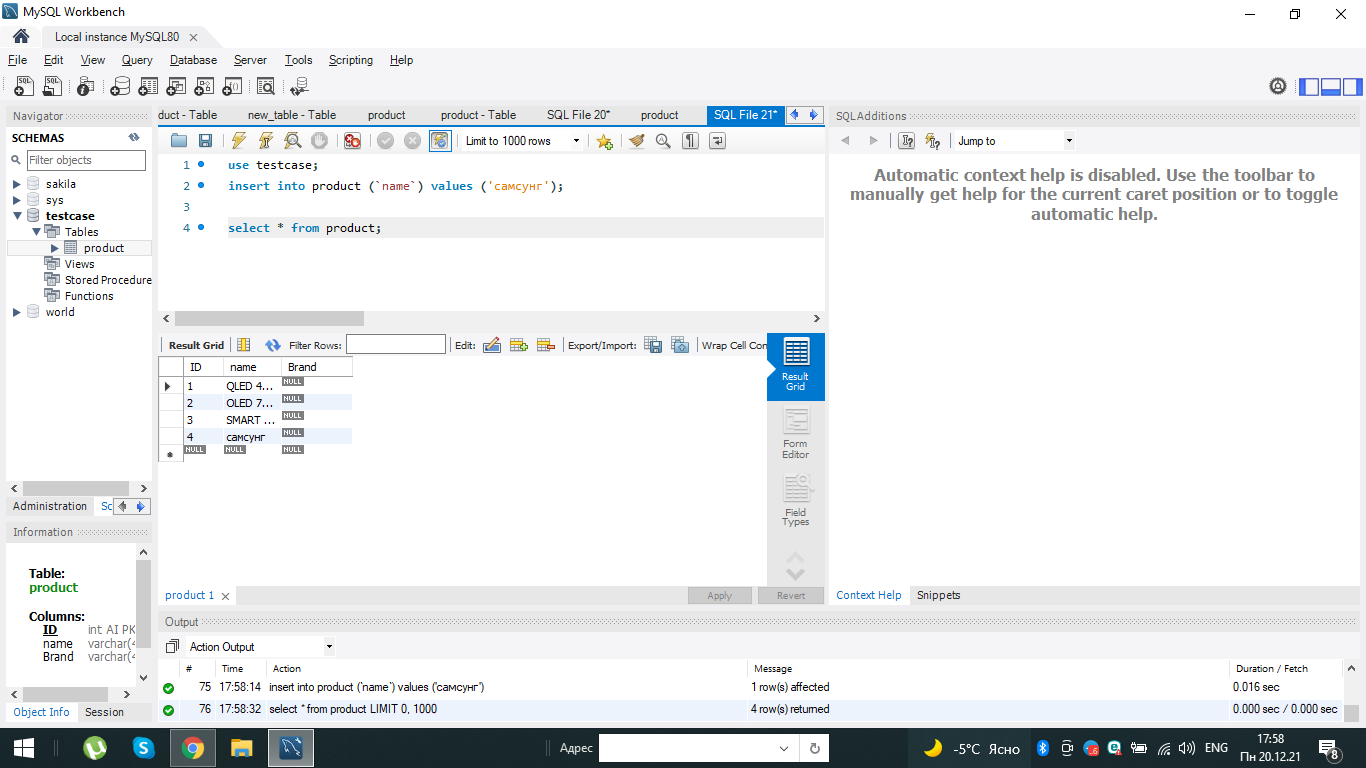 MySQL Workbench
Local instance MySQL80
File Edit View Query Database Server Tools Scripting Help
Navigator
SCHEMAS
Filter objects
sakila
sys
testcase
Tables
product
Views
Stored Procedure
Functions
world
Administration Sc
Information
Table:
product
Columns:
ID int AI PK
name varchar(4
Brand varchar(4
Object Info Session
duct - Table new_table - Table product product - Table SQL File 20* product SQL File 21*
Limit to 1000 rows
1 use testcase;
2 insert into product (`name`) values ('самсунг');
3
4 select * from product;
Result Grid Filter Rows: Edit: Export/Import: Wrap Cell Con
ID name Brand
1 QLED 4... NULL
2 OLED 7... NULL
3 SMART ... NULL
4 самсунг NULL
NULL NULL NULL
Result
Grid
Form
Editor
Field
Types
product 1
Apply Revert
SQLAdditions
Jump to
Automatic context help is disabled. Use the toolbar to
manually get help for the current caret position or to toggle
automatic help.
Context Help Snippets
Output
Action Output
# Time Action Message Duration / Fetch
75 17:58:14 insert into product (`name`) values ('самсунг') 1 row(s) affected 0.016 sec
76 17:58:32 select * from product LIMIT 0, 1000 4 row(s) returned 0.000 sec / 0.000 sec
Адрес
-5°C Ясно
ENG
17:58
Пн 20.12.21
8